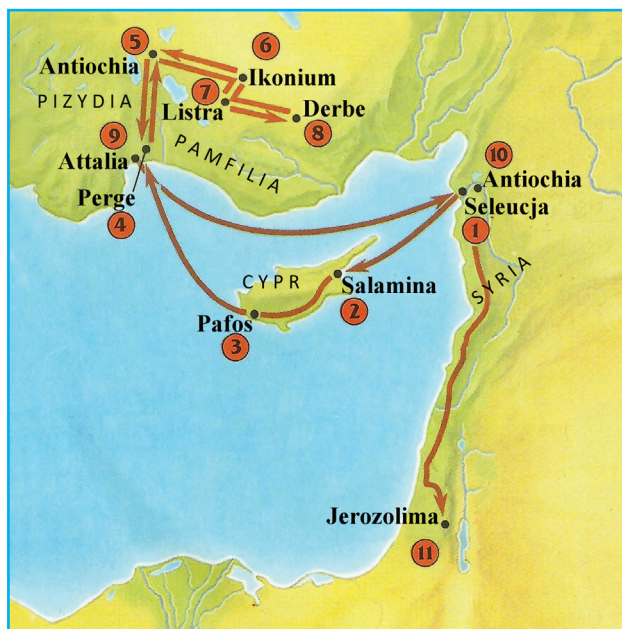 5
6
Antiochia
Ikonium
PIZYDIA
7
Listra
Derbe
8
9
Attalia
PAMFILIA
10
Antiochia
Perge
Seleucja
4
1
CYPR
SYRIA
Salamina
2
Pafos
3
Jerozolima
11